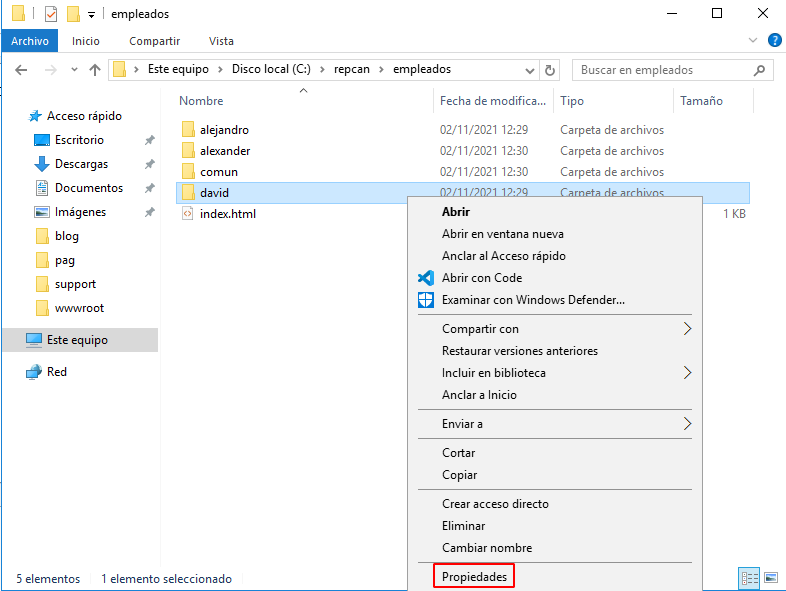 empleados
Archivo Inicio Compartir Vista
Este equipo Disco local (C:) repcan empleados Buscar en empleados
Nombre Fecha de modifica... Tipo Tamaño
Acceso rápido
Escritorio
Descargas
Documentos
Imágenes
blog
pag
support
wwwroot
Este equipo
Red
alejandro 02/11/2021 12:29 Carpeta de archivos
alexander 02/11/2021 12:30 Carpeta de archivos
comun 02/11/2021 12:30 Carpeta de archivos
david 02/11/2021 12:29 Carpeta de archivos
index.html 1 KB
Abrir
Abrir en ventana nueva
Anclar al Acceso rápido
Abrir con Code
Examinar con Windows Defender...
Compartir con
Restaurar versiones anteriores
Incluir en biblioteca
Anclar a Inicio
Enviar a
Cortar
Copiar
Crear acceso directo
Eliminar
Cambiar nombre
Propiedades
5 elementos 1 elemento seleccionado